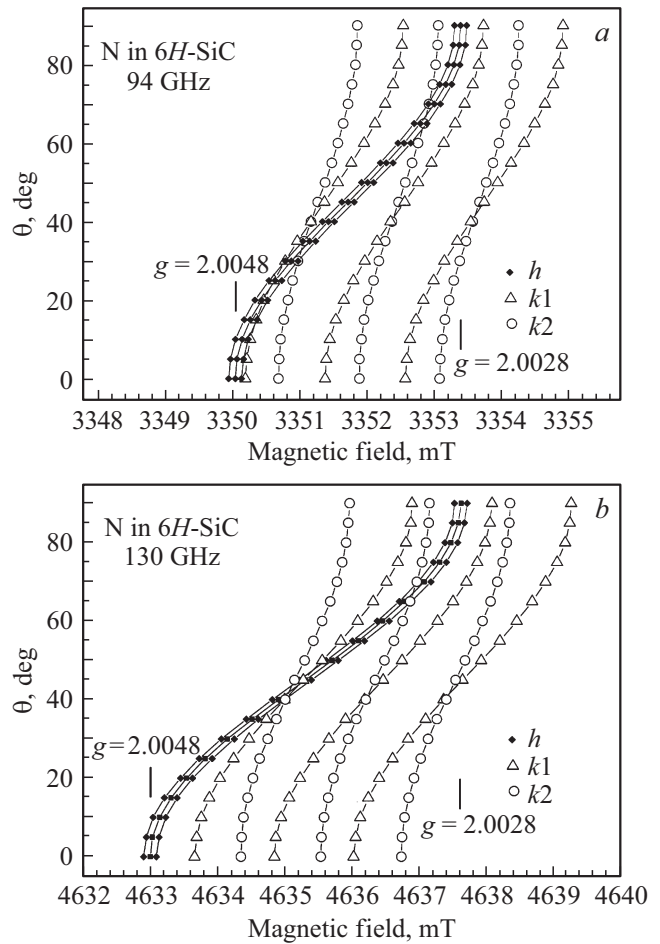 a
N in 6H-SiC
94 GHz
80
60
40
20
0
θ, deg
g = 2.0048
h
k1
k2
g = 2.0028
3348 3349 3350 3351 3352 3353 3354 3355
Magnetic field, mT
b
N in 6H-SiC
130 GHz
80
60
40
20
0
θ, deg
g=2.0048
h
k1
k2
g = 2.0028
4632 4633 4634 4635 4636 4637 4638 4639 4640
Magnetic field, mT